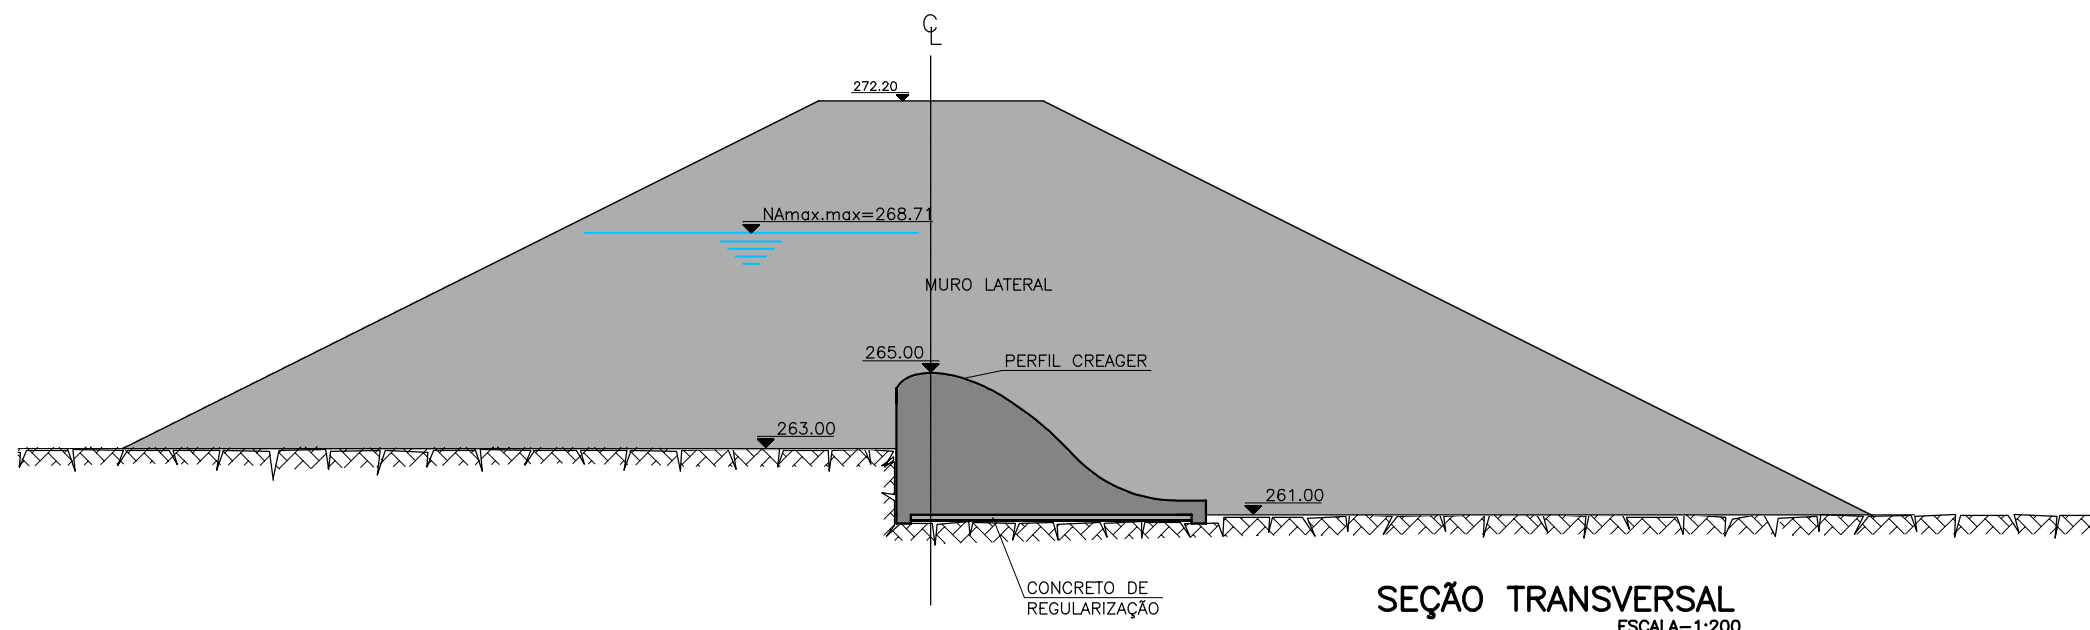 ℄
272.20
NAmax.max=268.71
MURO LATERAL
265.00
PERFIL CREAGER
263.00
261.00
CONCRETO DE
REGULARIZAÇÃO
SEÇÃO TRANSVERSAL
ESCALA-1:200